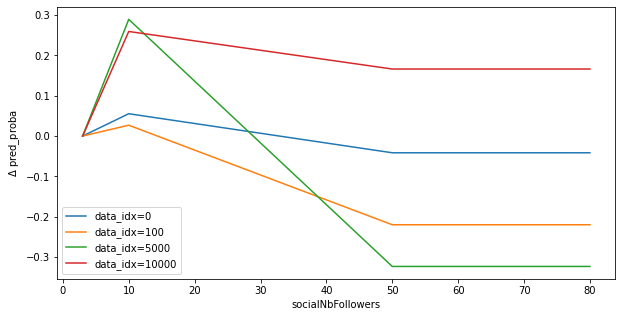 0.3
0.2
0.1
0.0
−0.1
−0.2
−0.3
Δ pred_proba
data_idx=0
data_idx=100
data_idx=5000
data_idx=10000
0 10 20 30 40 50 60 70 80
socialNbFollowers